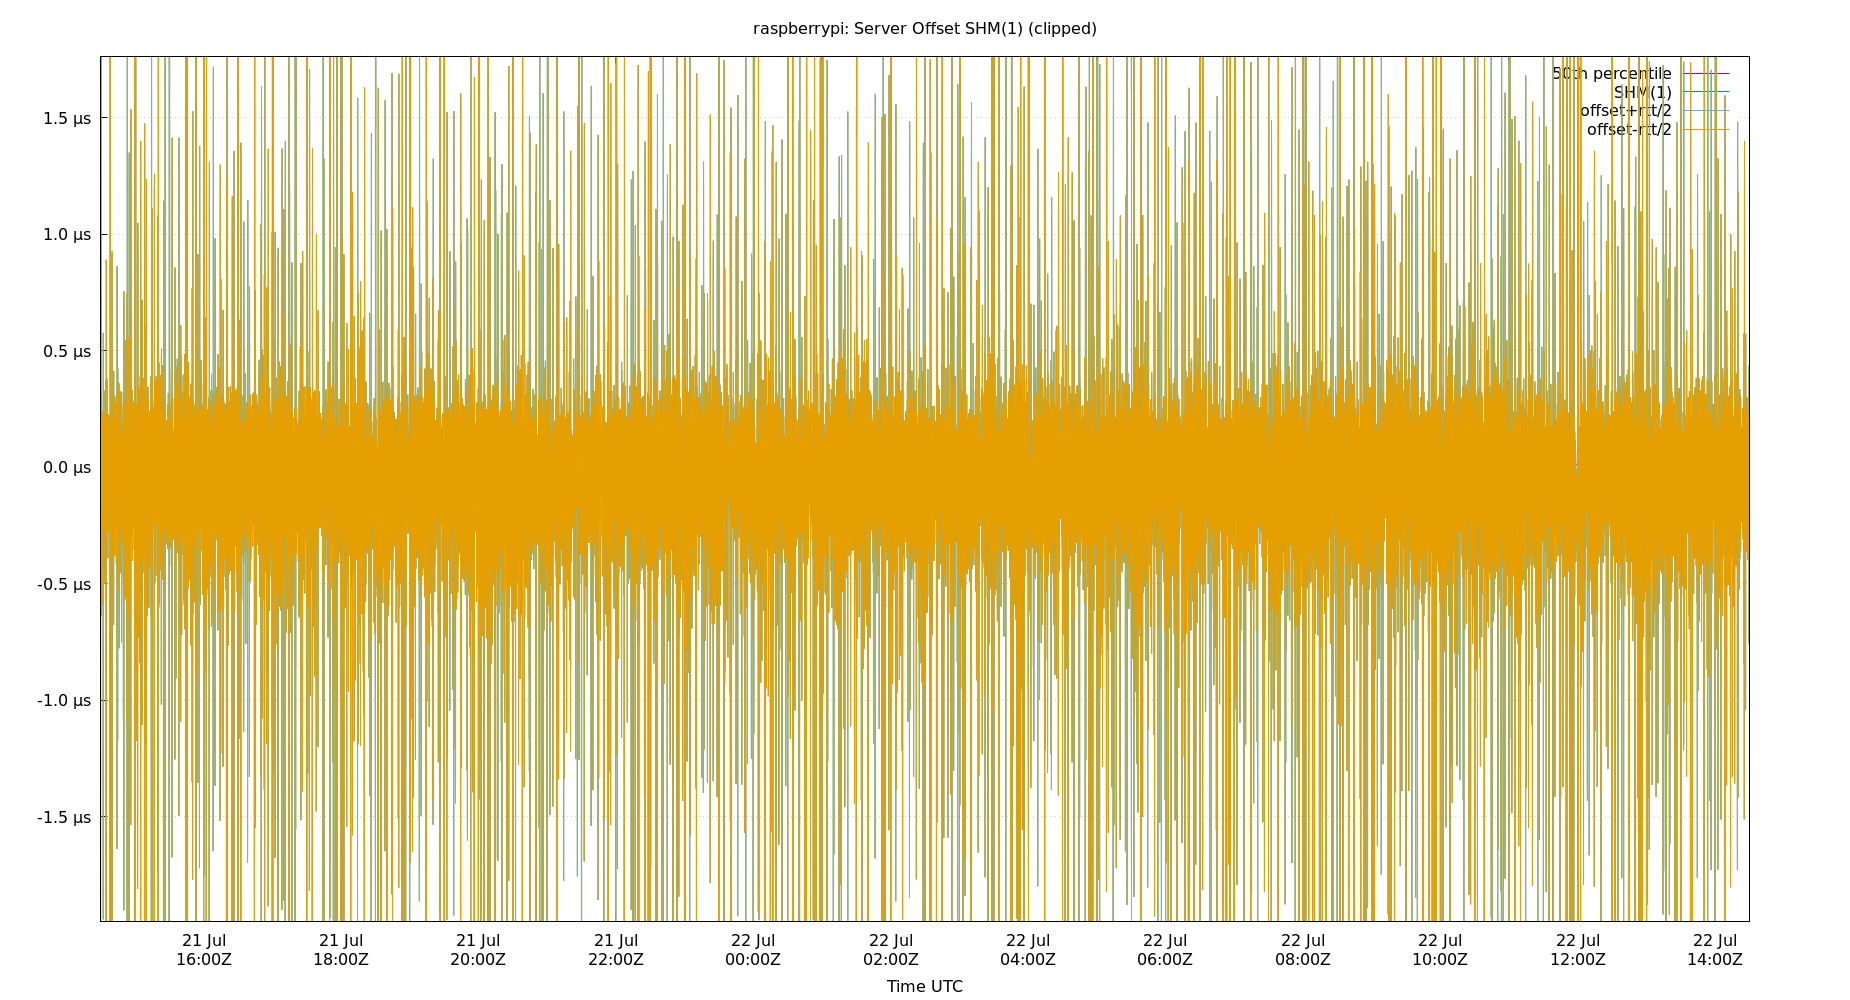 raspberrypi: Server Offset SHM(1) (clipped)
50th percentile
SHM(1)
offset+rtt/2
offset-rtt/2
1.5 µs
1.0 µs
0.5 µs
0.0 µs
-0.5 µs
-1.0 µs
-1.5 µs
21 Jul 21 Jul 21 Jul 21 Jul 22 Jul 22 Jul 22 Jul 22 Jul 22 Jul 22 Jul 22 Jul 22 Jul
16:00Z 18:00Z 20:00Z 22:00Z 00:00Z 02:00Z 04:00Z 06:00Z 08:00Z 10:00Z 12:00Z 14:00Z
Time UTC